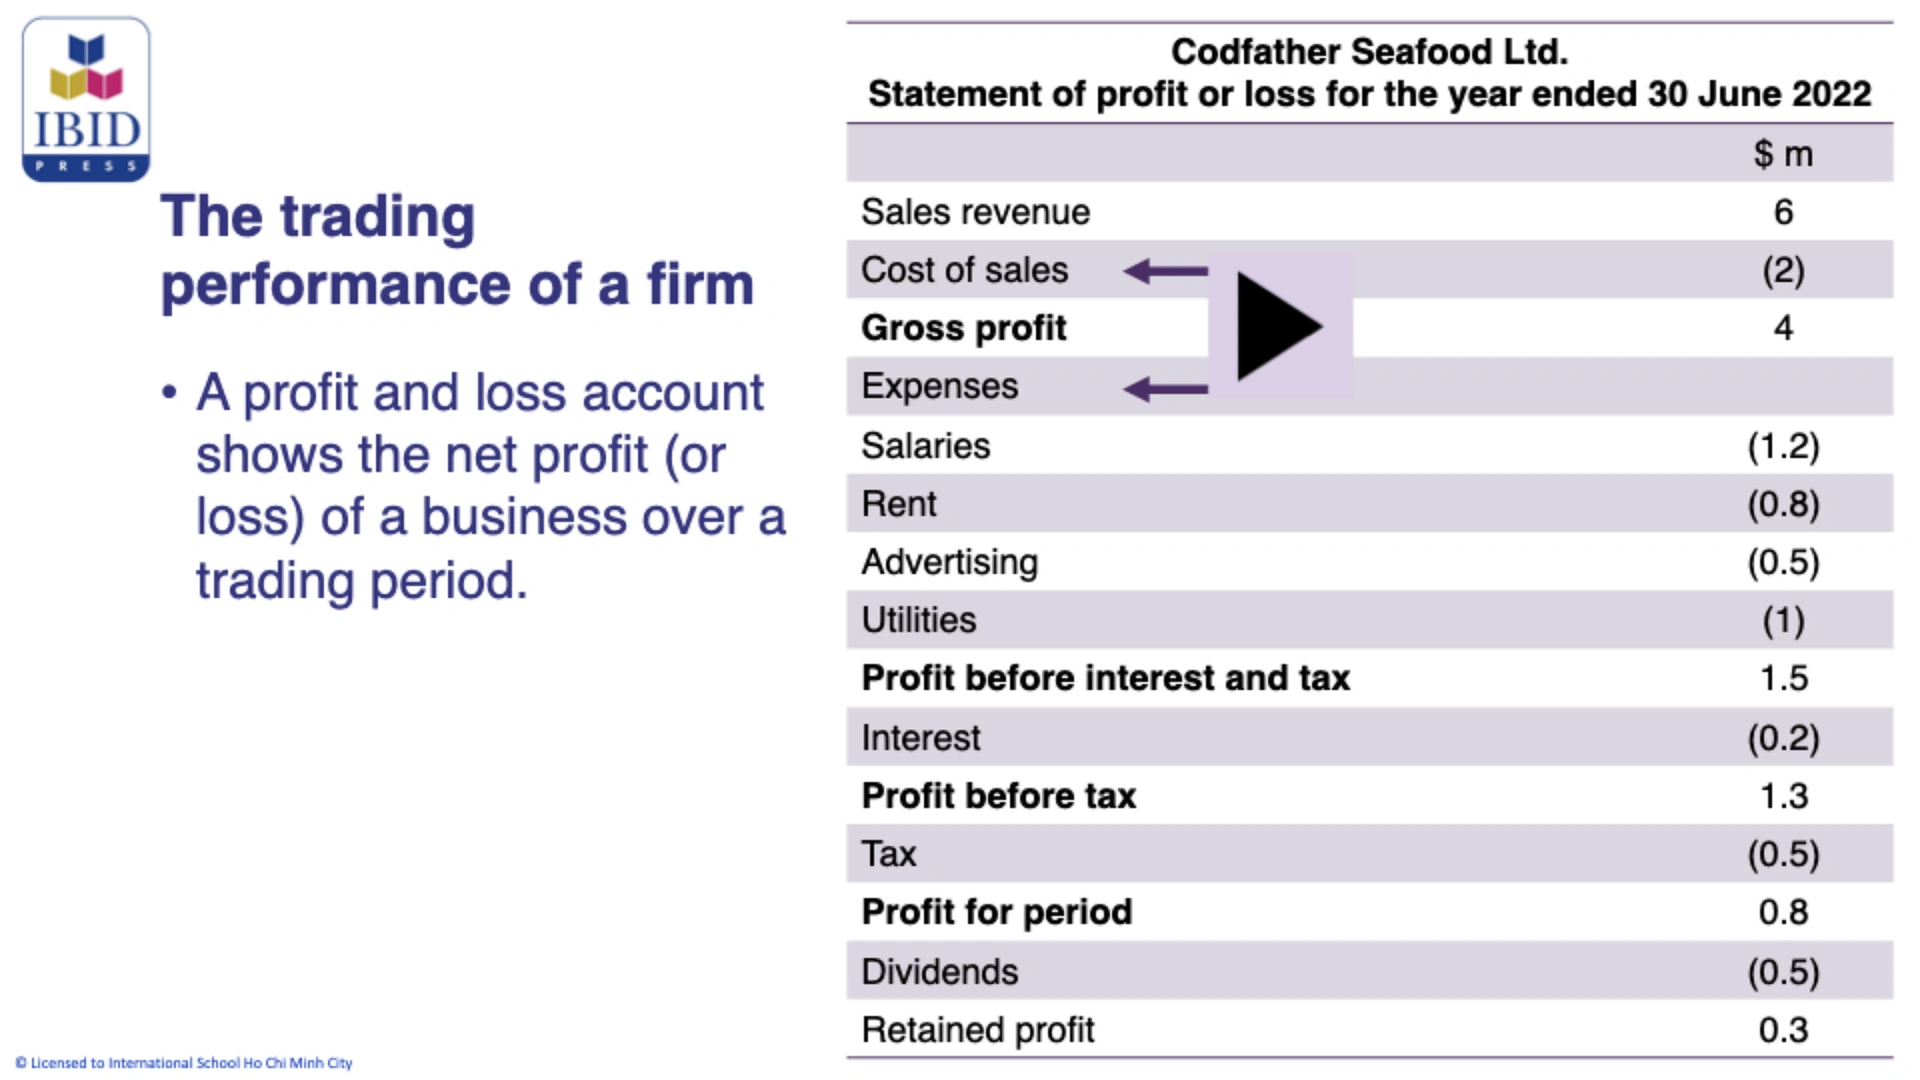 IBID
PRESS
The trading
performance of a firm
• A profit and loss account
shows the net profit (or
loss) of a business over a
trading period.
Codfather Seafood Ltd.
Statement of profit or loss for the year ended 30 June 2022
$ m
Sales revenue 6
Cost of sales (2)
Gross profit 4
Expenses
Salaries (1.2)
Rent (0.8)
Advertising (0.5)
Utilities (1)
Profit before interest and tax 1.5
Interest (0.2)
Profit before tax 1.3
Tax (0.5)
Profit for period 0.8
Dividends (0.5)
Retained profit 0.3
© Licensed to International School Ho Chi Minh City